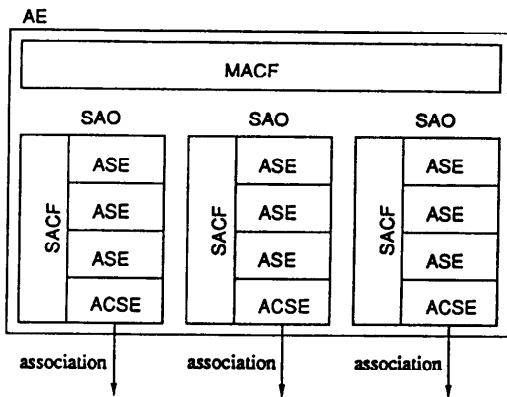 AE
MACF
SAO SAO SAO
SACF ASE SACF ASE SACF ASE
ASE ASE ASE
ASE ASE ASE
ACSE ACSE ACSE
association association association